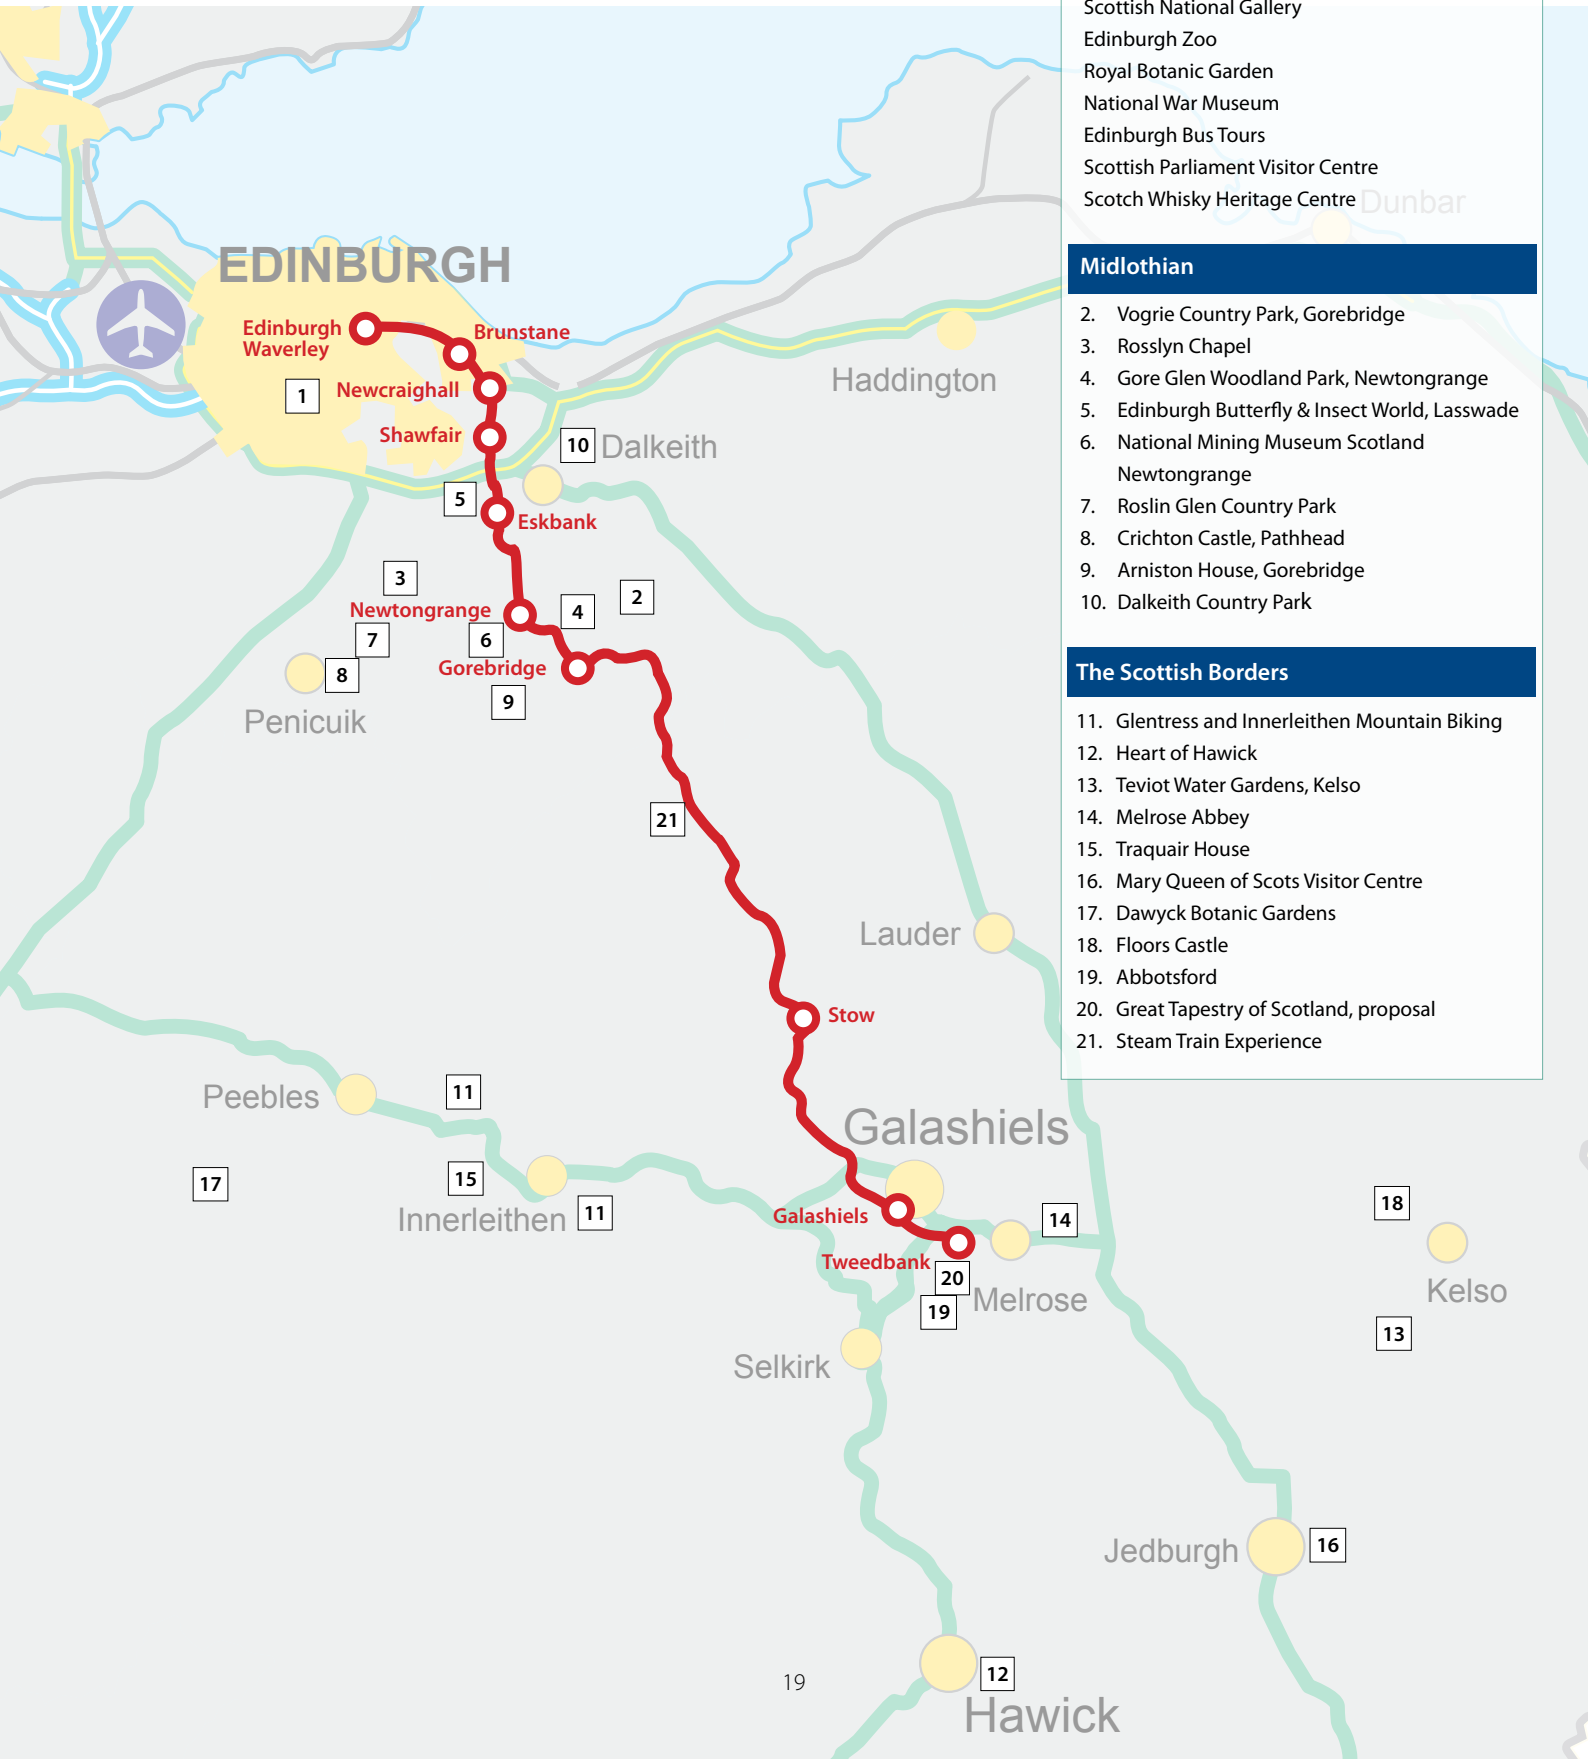 Scottish National Gallery
Edinburgh Zoo
Royal Botanic Garden
National War Museum
Edinburgh Bus Tours
Scottish Parliament Visitor Centre
Scotch Whisky Heritage Centre
Dunbar
Midlothian
2. Vogrie Country Park, Gorebridge
3. Rosslyn Chapel
4. Gore Glen Woodland Park, Newtongrange
5. Edinburgh Butterfly & Insect World, Lasswade
6. National Mining Museum Scotland
Newtongrange
7. Roslin Glen Country Park
8. Crichton Castle, Pathhead
9. Arniston House, Gorebridge
10. Dalkeith Country Park
The Scottish Borders
11. Glentress and Innerleithen Mountain Biking
12. Heart of Hawick
13. Teviot Water Gardens, Kelso
14. Melrose Abbey
15. Traquair House
16. Mary Queen of Scots Visitor Centre
17. Dawyck Botanic Gardens
18. Floors Castle
19. Abbotsford
20. Great Tapestry of Scotland, proposal
21. Steam Train Experience
EDINBURGH
Edinburgh
Waverley
Brunstane
1
Newcraighall
Haddington
Shawfair
10
Dalkeith
5
Eskbank
3
2
Newtongrange
4
7
6
Gorebridge
8
9
Penicuik
21
Lauder
Stow
Peebles
11
Galashiels
15
17
Innerleithen
11
Galashiels
14
18
Tweedbank
20
Melrose
19
Kelso
13
Selkirk
Jedburgh
16
12
Hawick
19